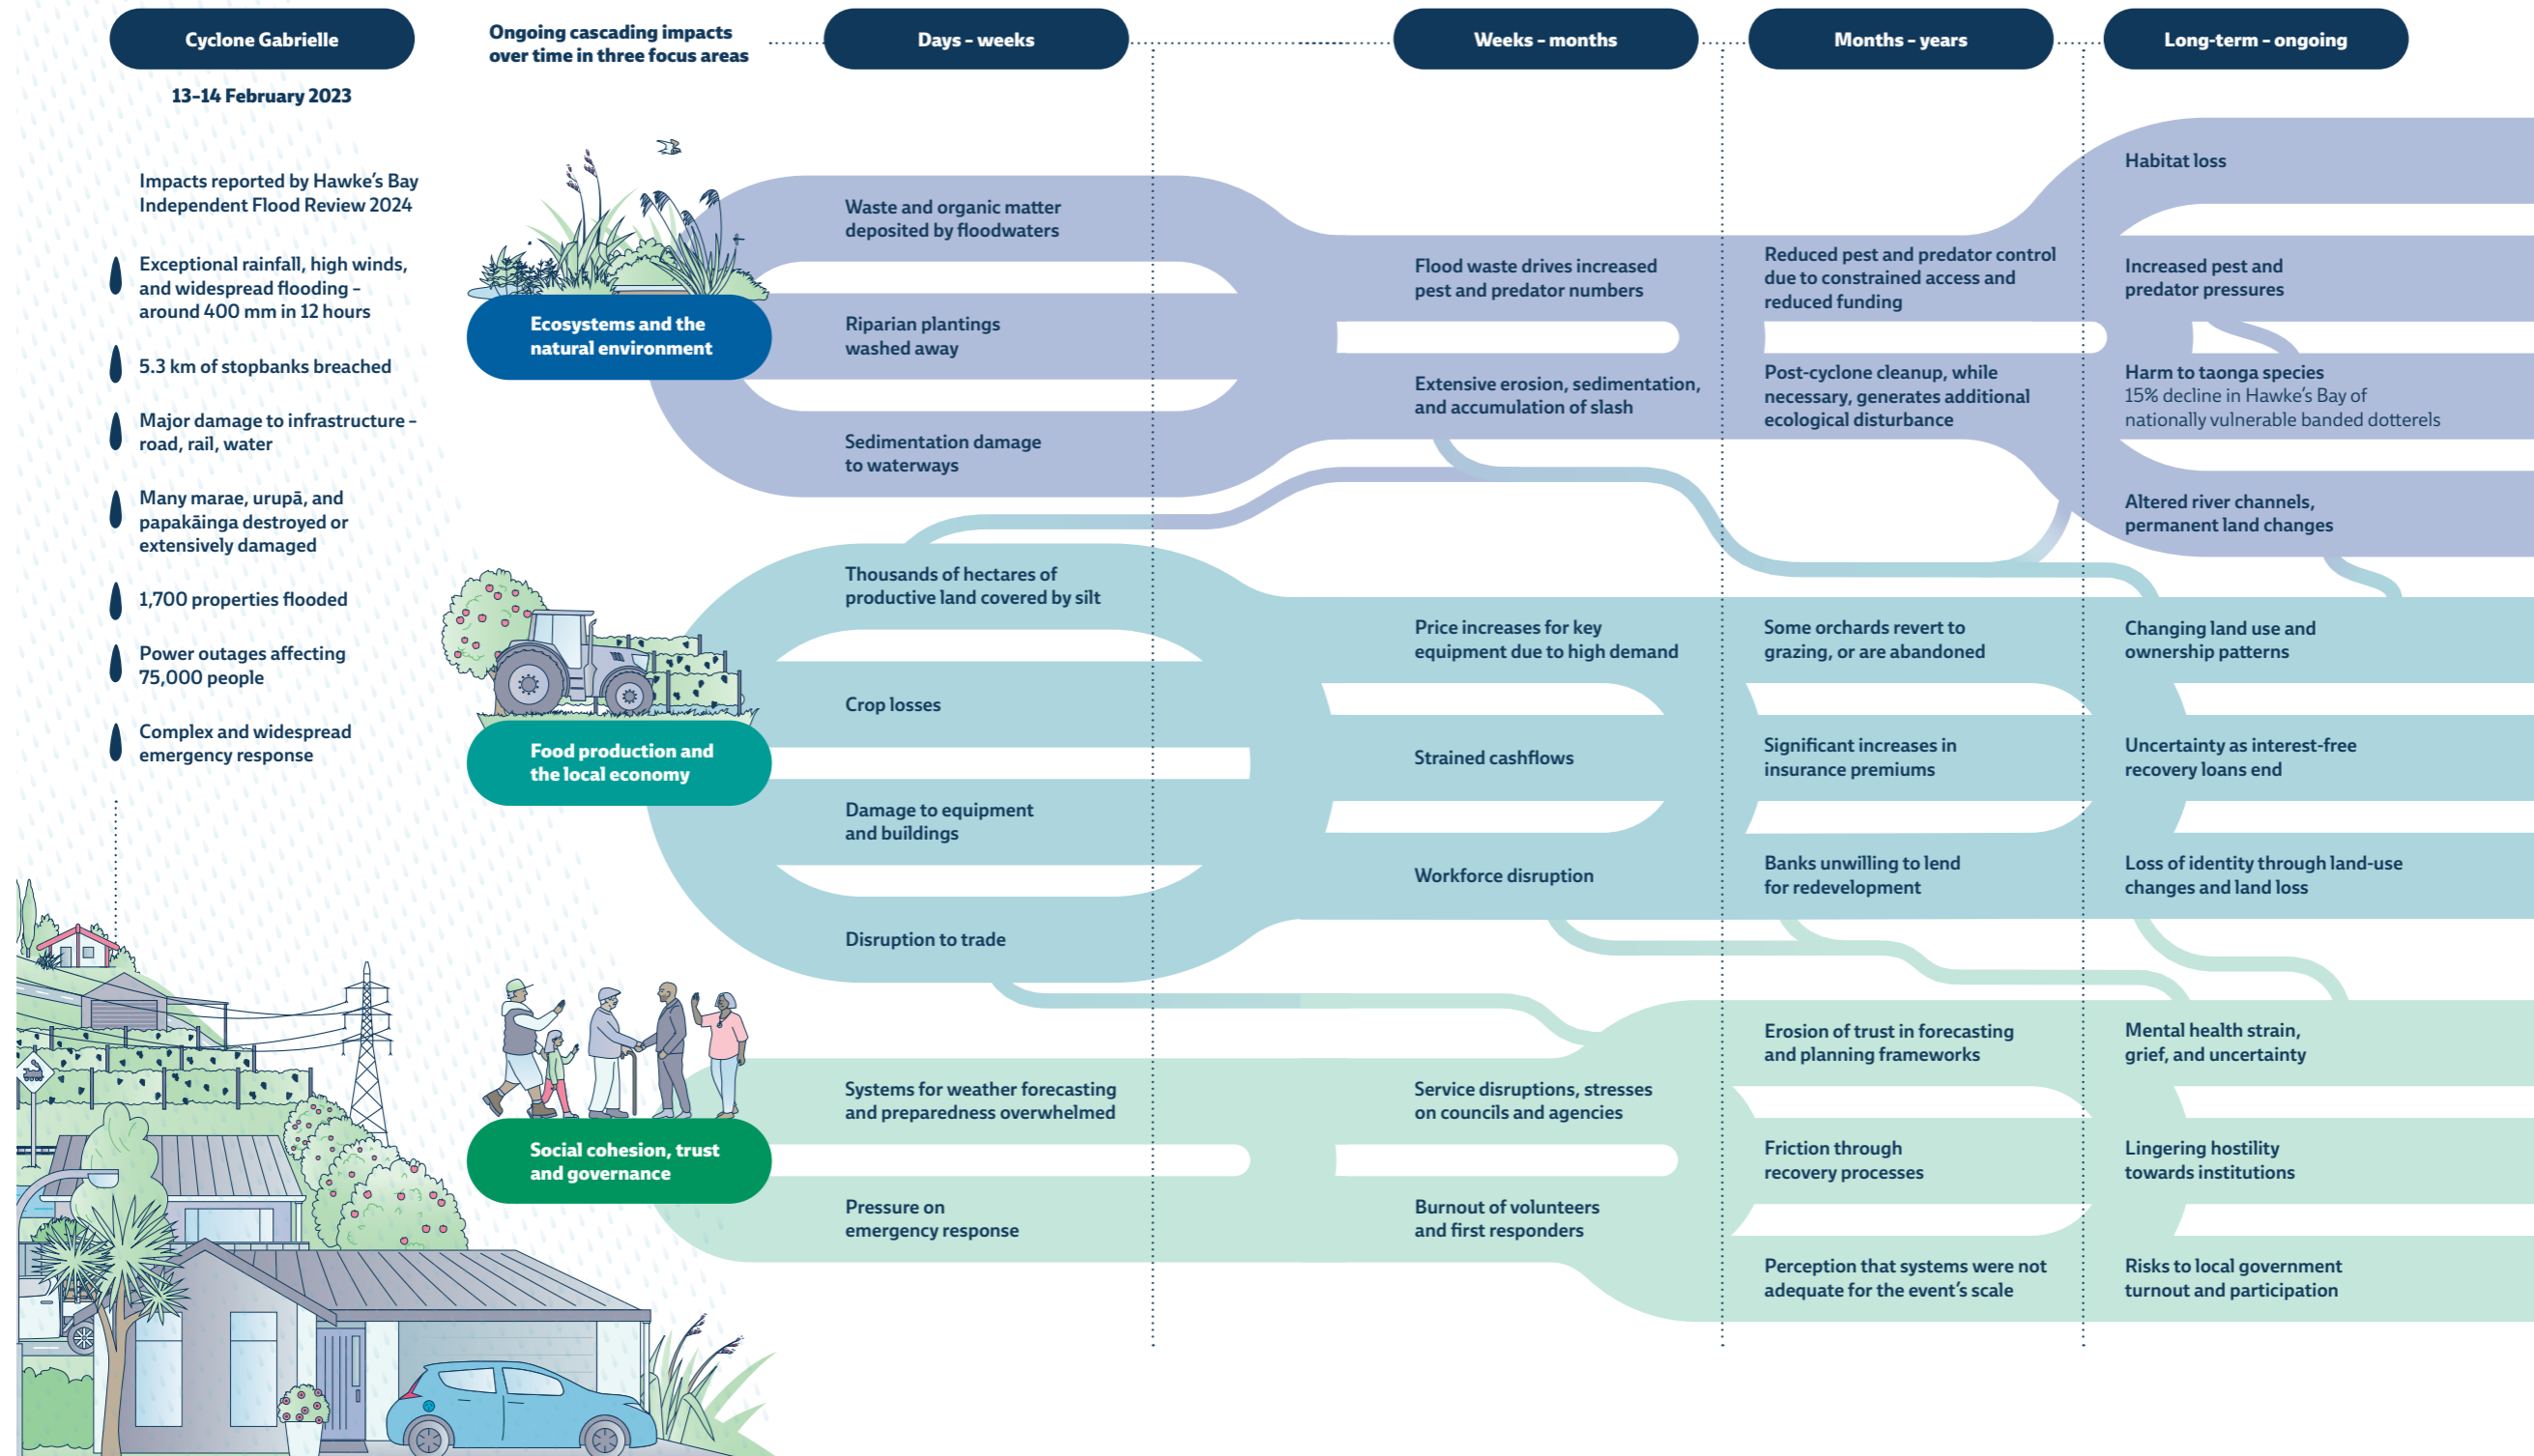 Cyclone Gabrielle
13–14 February 2023
Impacts reported by Hawke’s Bay
Independent Flood Review 2024
Exceptional rainfall, high winds,
and widespread flooding –
around 400 mm in 12 hours
5.3 km of stopbanks breached
Major damage to infrastructure –
road, rail, water
Many marae, urupā, and
papakāinga destroyed or
extensively damaged
1,700 properties flooded
Power outages affecting
75,000 people
Complex and widespread
emergency response
Ongoing cascading impacts
over time in three focus areas
Days – weeks
Weeks – months
Months – years
Long-term – ongoing
Ecosystems and the
natural environment
Waste and organic matter
deposited by floodwaters
Riparian plantings
washed away
Sedimentation damage
to waterways
Flood waste drives increased
pest and predator numbers
Extensive erosion, sedimentation,
and accumulation of slash
Reduced pest and predator control
due to constrained access and
reduced funding
Post-cyclone cleanup, while
necessary, generates additional
ecological disturbance
Habitat loss
Increased pest and
predator pressures
Harm to taonga species
15% decline in Hawke’s Bay of
nationally vulnerable banded dotterels
Altered river channels,
permanent land changes
Food production and
the local economy
Thousands of hectares of
productive land covered by silt
Crop losses
Damage to equipment
and buildings
Disruption to trade
Price increases for key
equipment due to high demand
Strained cashflows
Workforce disruption
Some orchards revert to
grazing, or are abandoned
Significant increases in
insurance premiums
Banks unwilling to lend
for redevelopment
Changing land use and
ownership patterns
Uncertainty as interest-free
recovery loans end
Loss of identity through land-use
changes and land loss
Social cohesion, trust
and governance
Systems for weather forecasting
and preparedness overwhelmed
Pressure on
emergency response
Service disruptions, stresses
on councils and agencies
Burnout of volunteers
and first responders
Erosion of trust in forecasting
and planning frameworks
Friction through
recovery processes
Perception that systems were not
adequate for the event’s scale
Mental health strain,
grief, and uncertainty
Lingering hostility
towards institutions
Risks to local government
turnout and participation